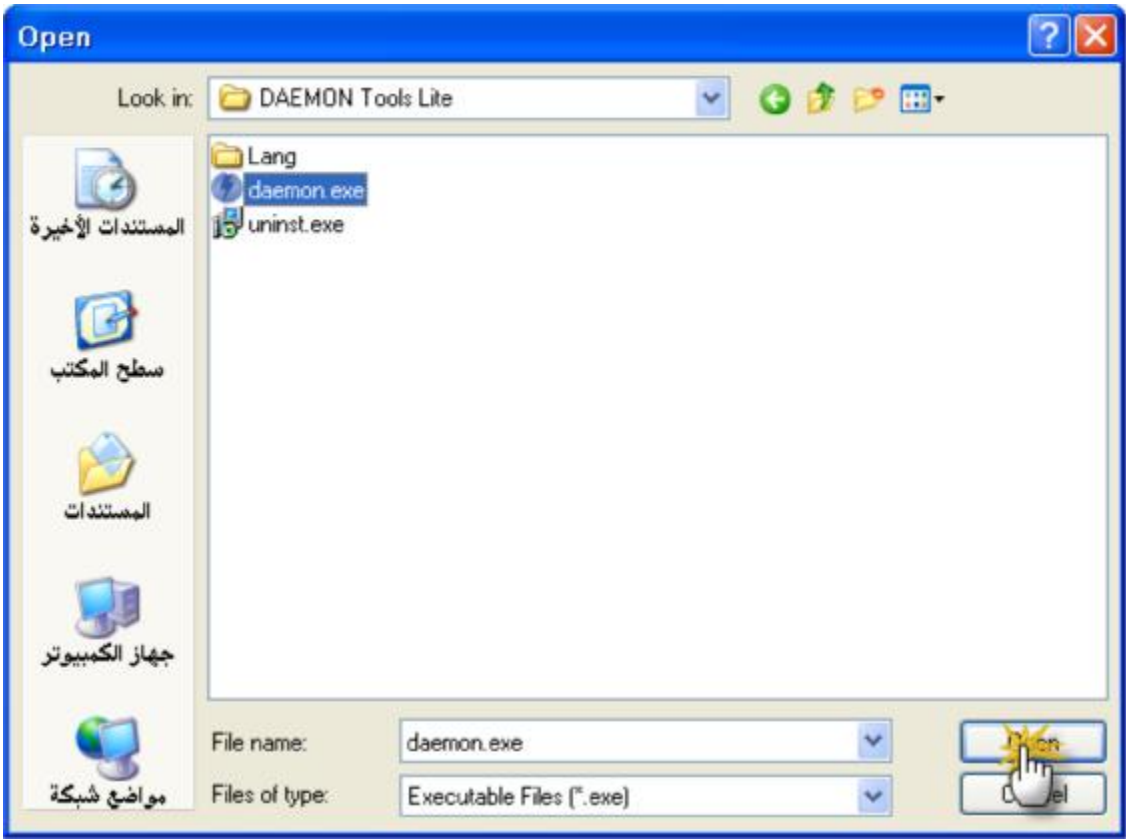 Open
Look in:
DAEMON Tools Lite
Lang
daemon.exe
uninst.exe
المستندات الأخيرة
سطح المكتب
المستندات
جهاز الكمبيوتر
مواضع شبكة
File name:
daemon.exe
Files of type:
Executable Files (*.exe)